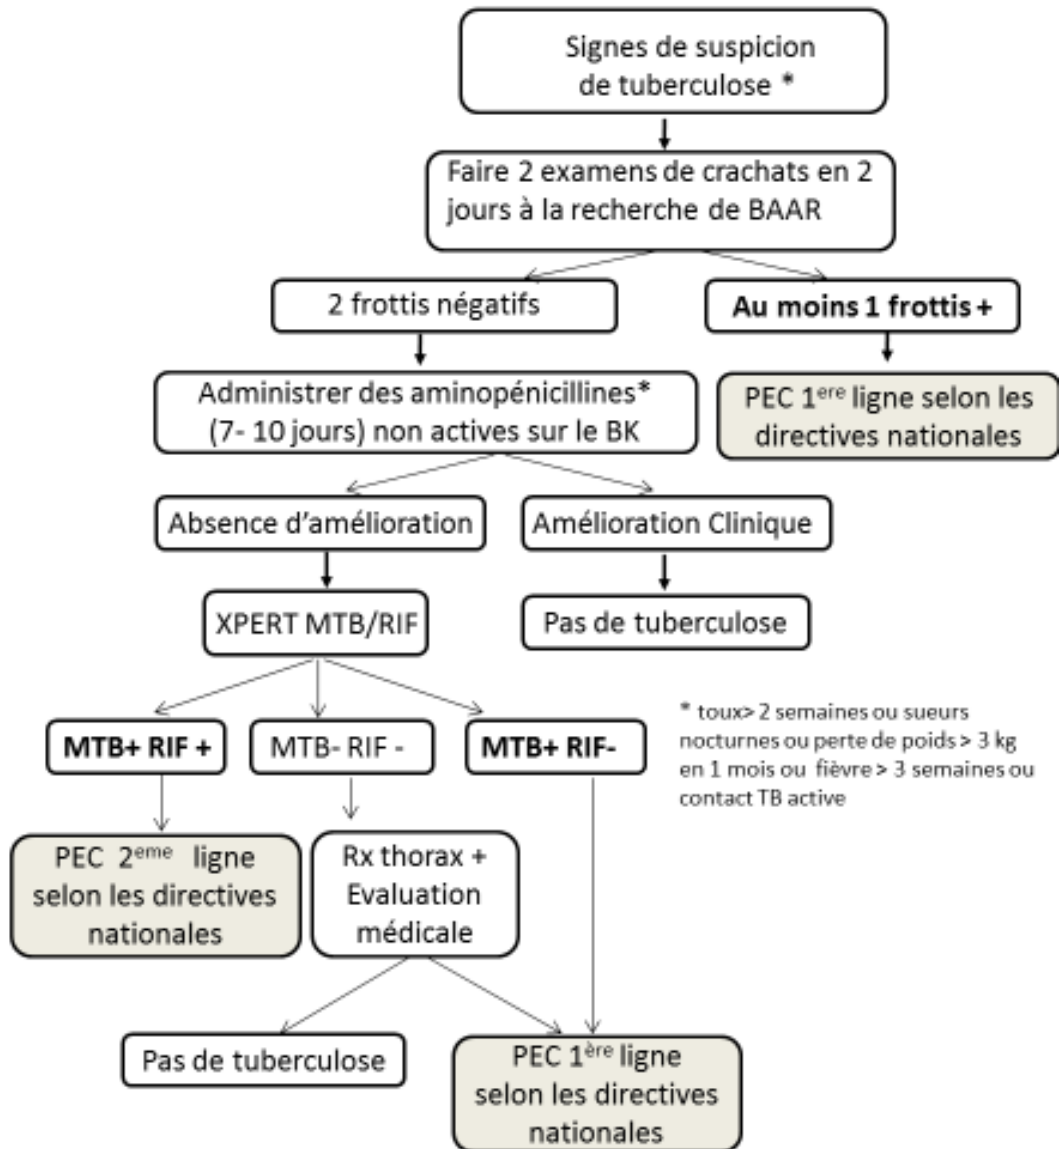 Signes de suspicion
de tuberculose *
Faire 2 examens de crachats en 2
jours à la recherche de BAAR
2 frottis négatifs
Au moins 1 frottis +
Administrer des aminopénicillines*
(7- 10 jours) non actives sur le BK
PEC 1ere ligne selon les
directives nationales
Absence d'amélioration
Amélioration Clinique
XPERT MTB/RIF
Pas de tuberculose
MTB+ RIF +
MTB- RIF -
MTB+ RIF-
* toux> 2 semaines ou sueurs
nocturnes ou perte de poids > 3 kg
en 1 mois ou fièvre > 3 semaines ou
contact TB active
PEC 2eme ligne
selon les directives
nationales
Rx thorax +
Evaluation
médicale
Pas de tuberculose
PEC 1ère ligne
selon les directives
nationales